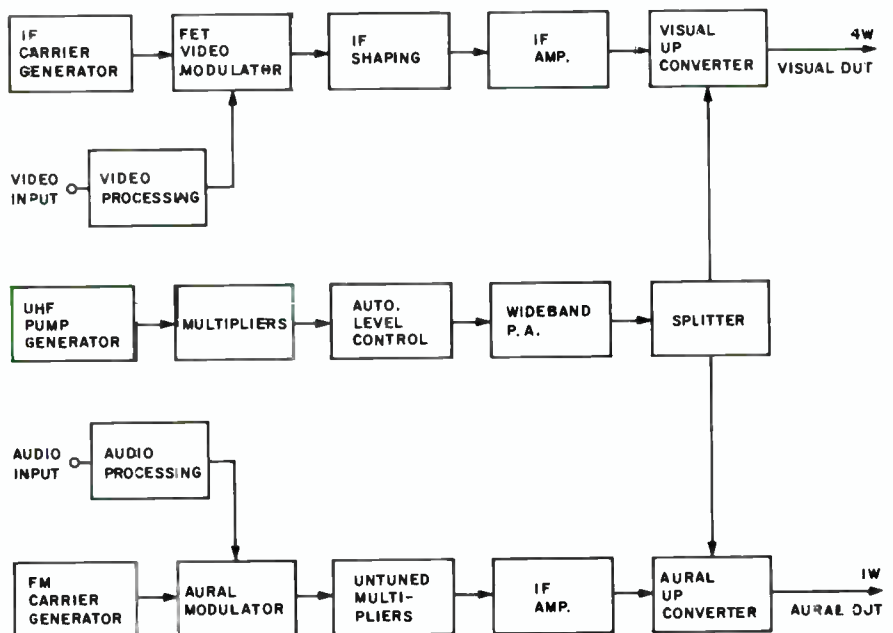 IF
CARRIER
GENERATOR
FET
VIDEO
MODULATOR
IF
SHAPING
IF
AMP.
VISUAL
UP
CONVERTER
4W
VISUAL OUT
VIDEO
INPUT
VIDEO
PROCESSING
UHF
PUMP
GENERATOR
MULTIPLIERS
AUTO.
LEVEL
CONTROL
WIDEBAND
P.A.
SPLITTER
AUDIO
INPUT
AUDIO
PROCESSING
FM
CARRIER
GENERATOR
AURAL
MODULATOR
UNTUNED
MULTI-
PLIERS
IF
AMP.
AURAL
UP
CONVERTER
1W
AURAL OUT